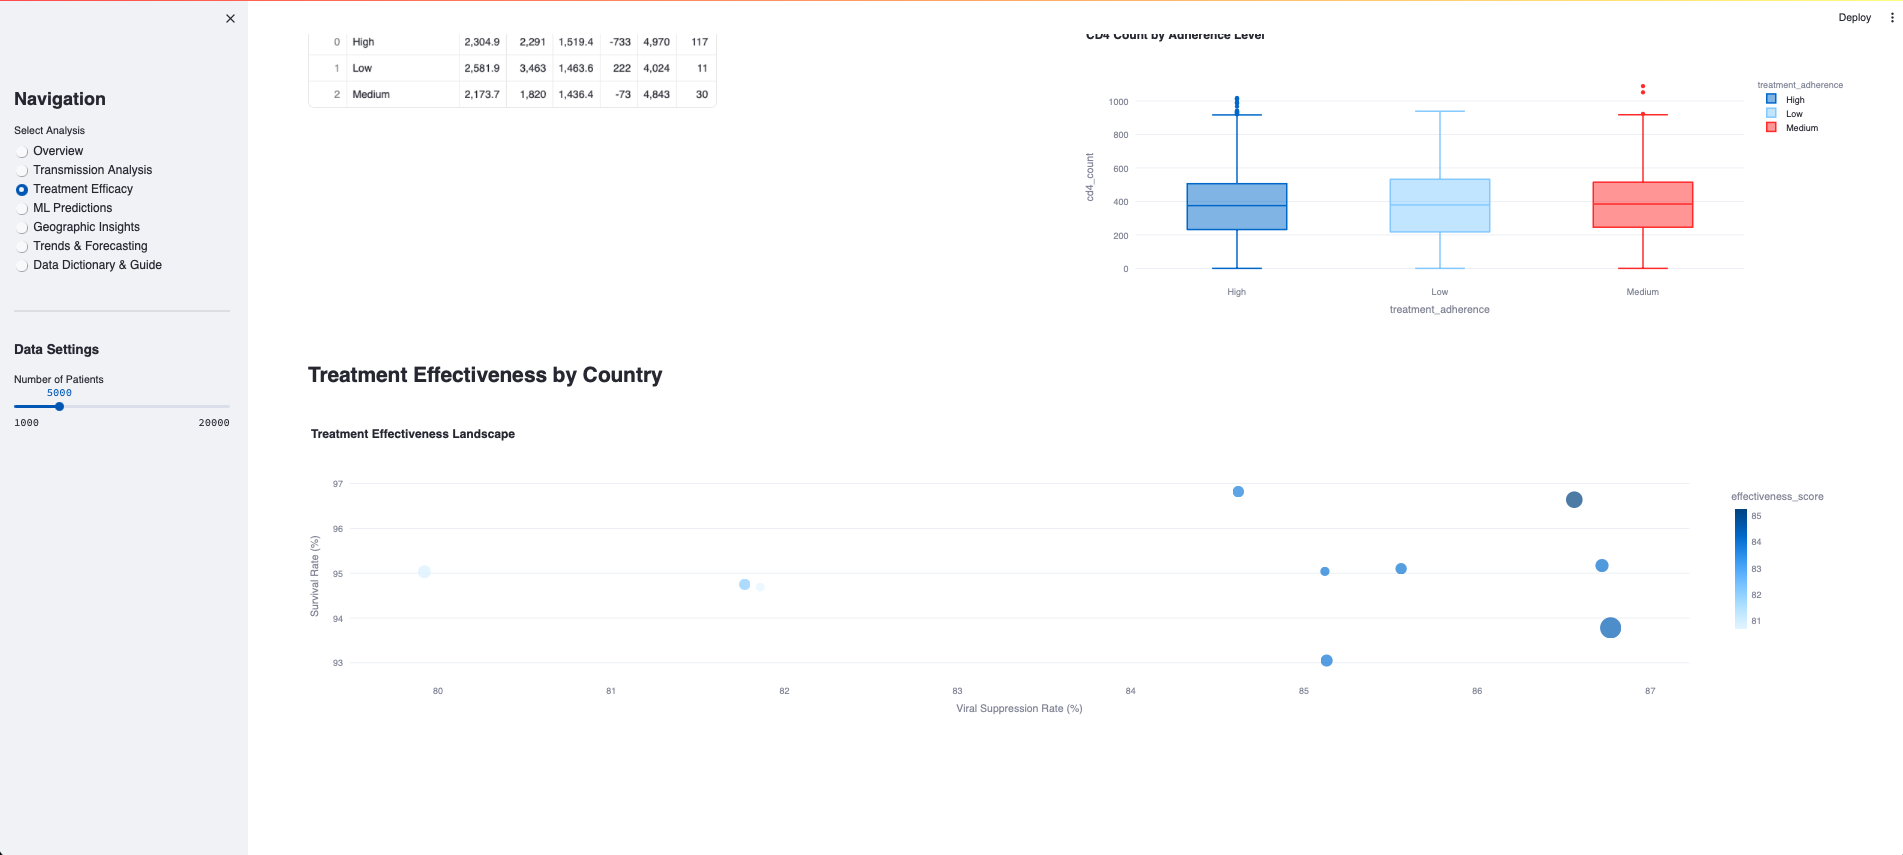 Deploy
Navigation
Select Analysis
Overview
Transmission Analysis
Treatment Efficacy
ML Predictions
Geographic Insights
Trends & Forecasting
Data Dictionary & Guide
Data Settings
Number of Patients
5000
1000 20000
0 High 2,304.9 2,291 1,519.4 -733 4,970 117
1 Low 2,581.9 3,463 1,463.6 222 4,024 11
2 Medium 2,173.7 1,820 1,436.4 -73 4,843 30
CD4 Count by Adherence Level
treatment_adherence
High
Low
Medium
1000
800
600
400
200
0
cd4_count
High Low Medium
treatment_adherence
Treatment Effectiveness by Country
Treatment Effectiveness Landscape
97
96
95
94
93
Survival Rate (%)
80 81 82 83 84 85 86 87
Viral Suppression Rate (%)
effectiveness_score
85
84
83
82
81